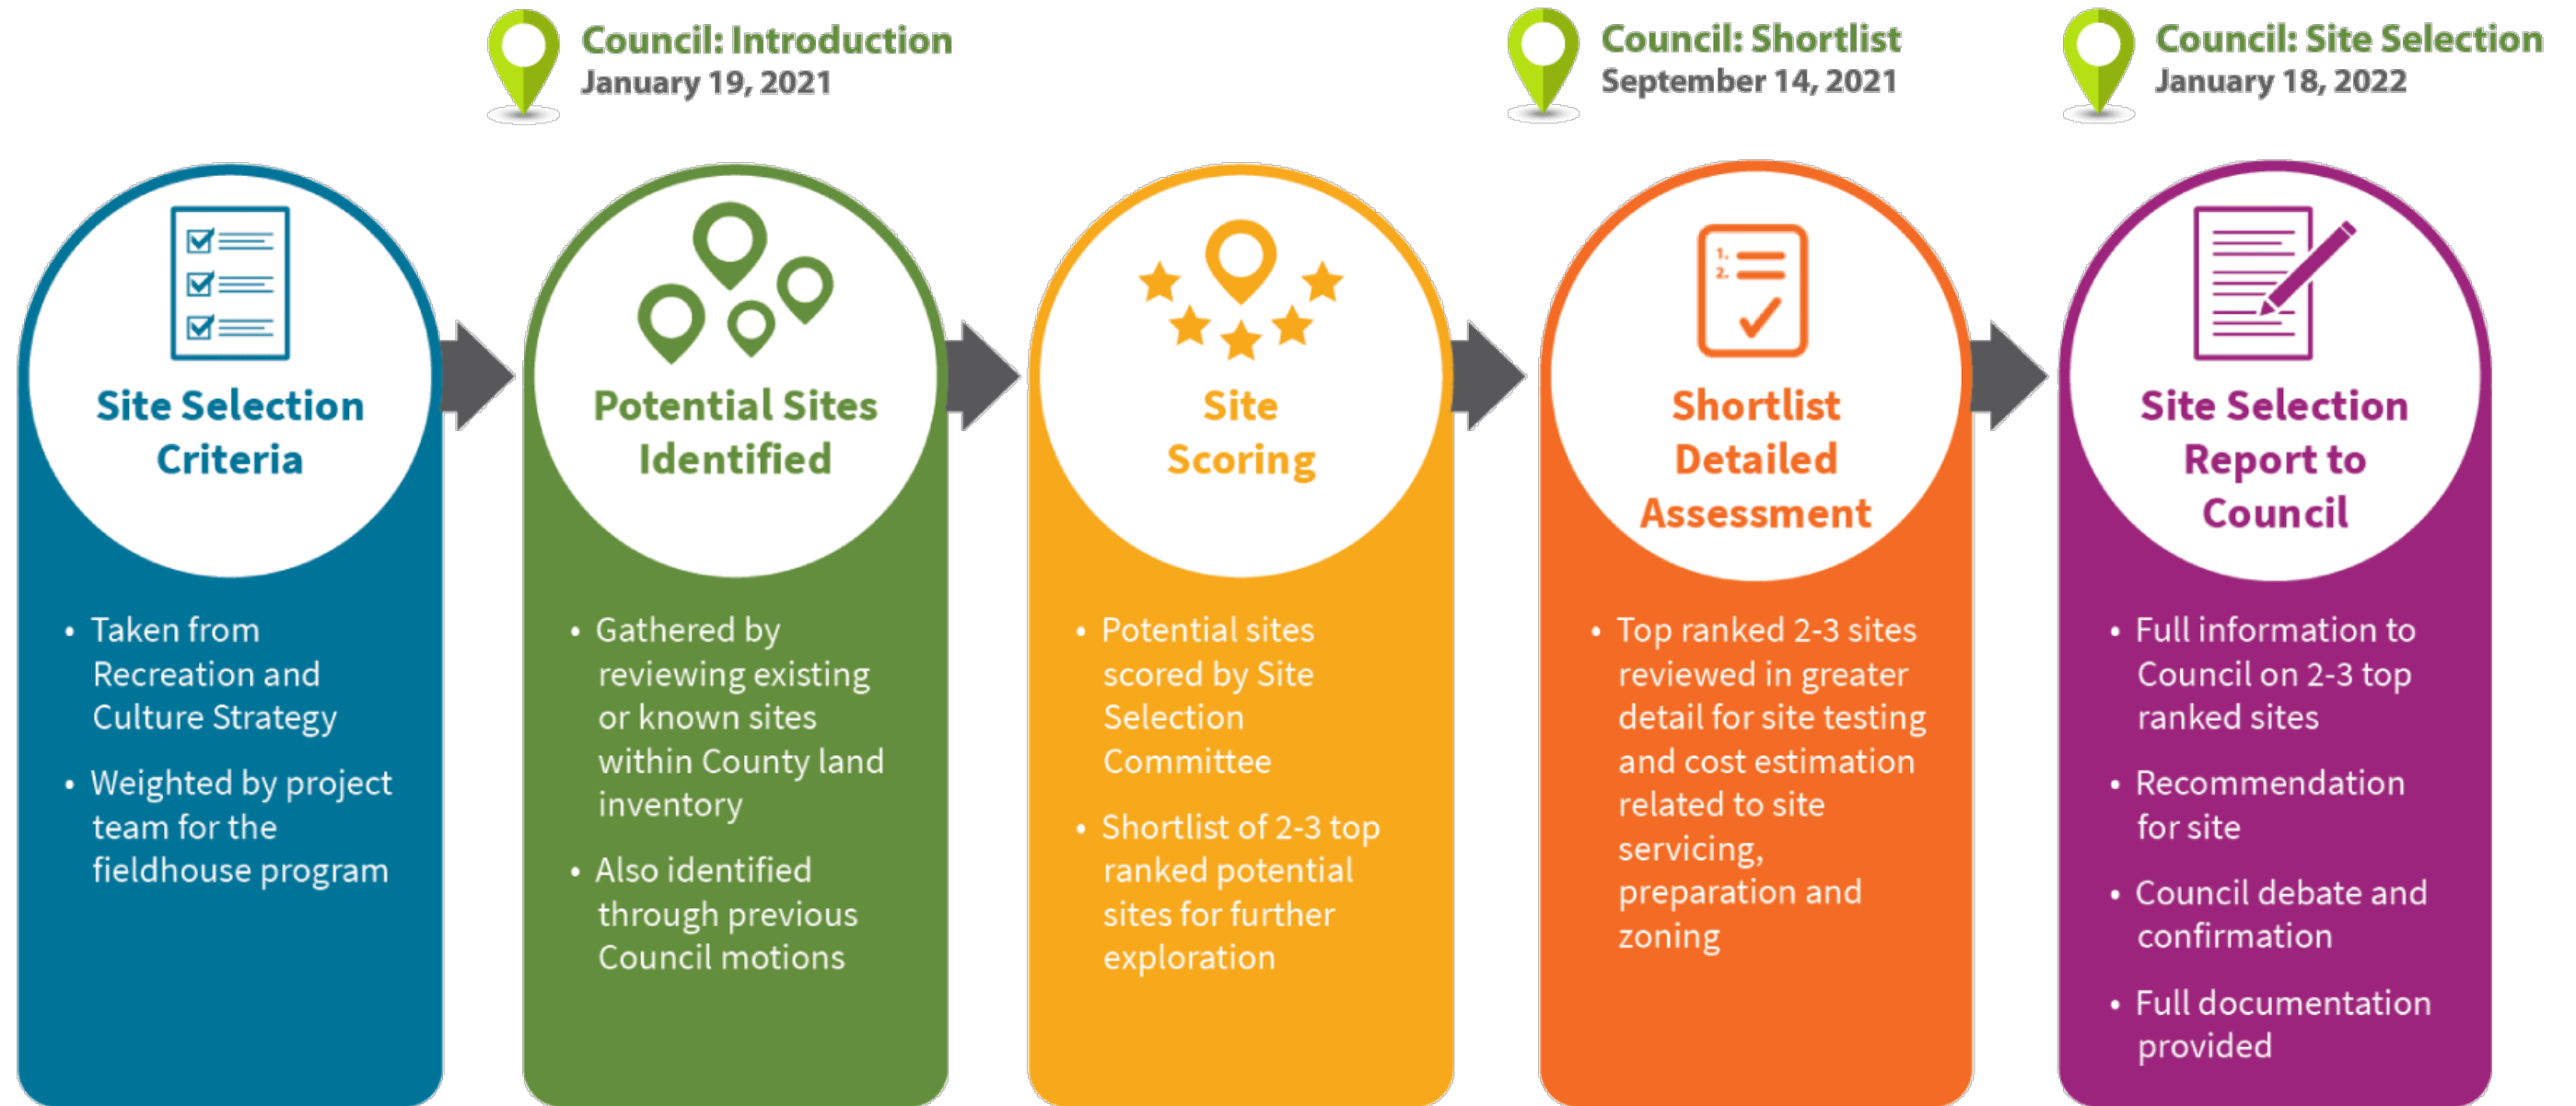 Council: Introduction
January 19, 2021
Council: Shortlist
September 14, 2021
Council: Site Selection
January 18, 2022
Site Selection
Criteria
• Taken from
Recreation and
Culture Strategy
• Weighted by project
team for the
fieldhouse program
Potential Sites
Identified
• Gathered by
reviewing existing
or known sites
within County land
inventory
• Also identified
through previous
Council motions
Site
Scoring
• Potential sites
scored by Site
Selection
Committee
• Shortlist of 2-3 top
ranked potential
sites for further
exploration
1.
2.
Shortlist
Detailed
Assessment
• Top ranked 2-3 sites
reviewed in greater
detail for site testing
and cost estimation
related to site
servicing,
preparation and
zoning
Site Selection
Report to
Council
• Full information to
Council on 2-3 top
ranked sites
• Recommendation
for site
• Council debate and
confirmation
• Full documentation
provided